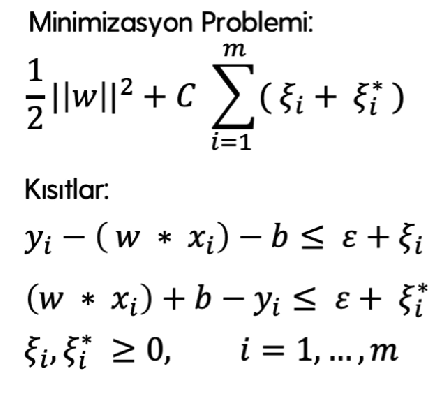 Minimizasyon Problemi:
1/2 ||w||² + C ∑_{i=1}^{m} ( ξ_i + ξ_i^* )
Kısıtlar:
y_i − ( w * x_i ) − b ≤ ε + ξ_i
(w * x_i ) + b − y_i ≤ ε + ξ_i^*
ξ_i, ξ_i^* ≥ 0, i = 1, ..., m